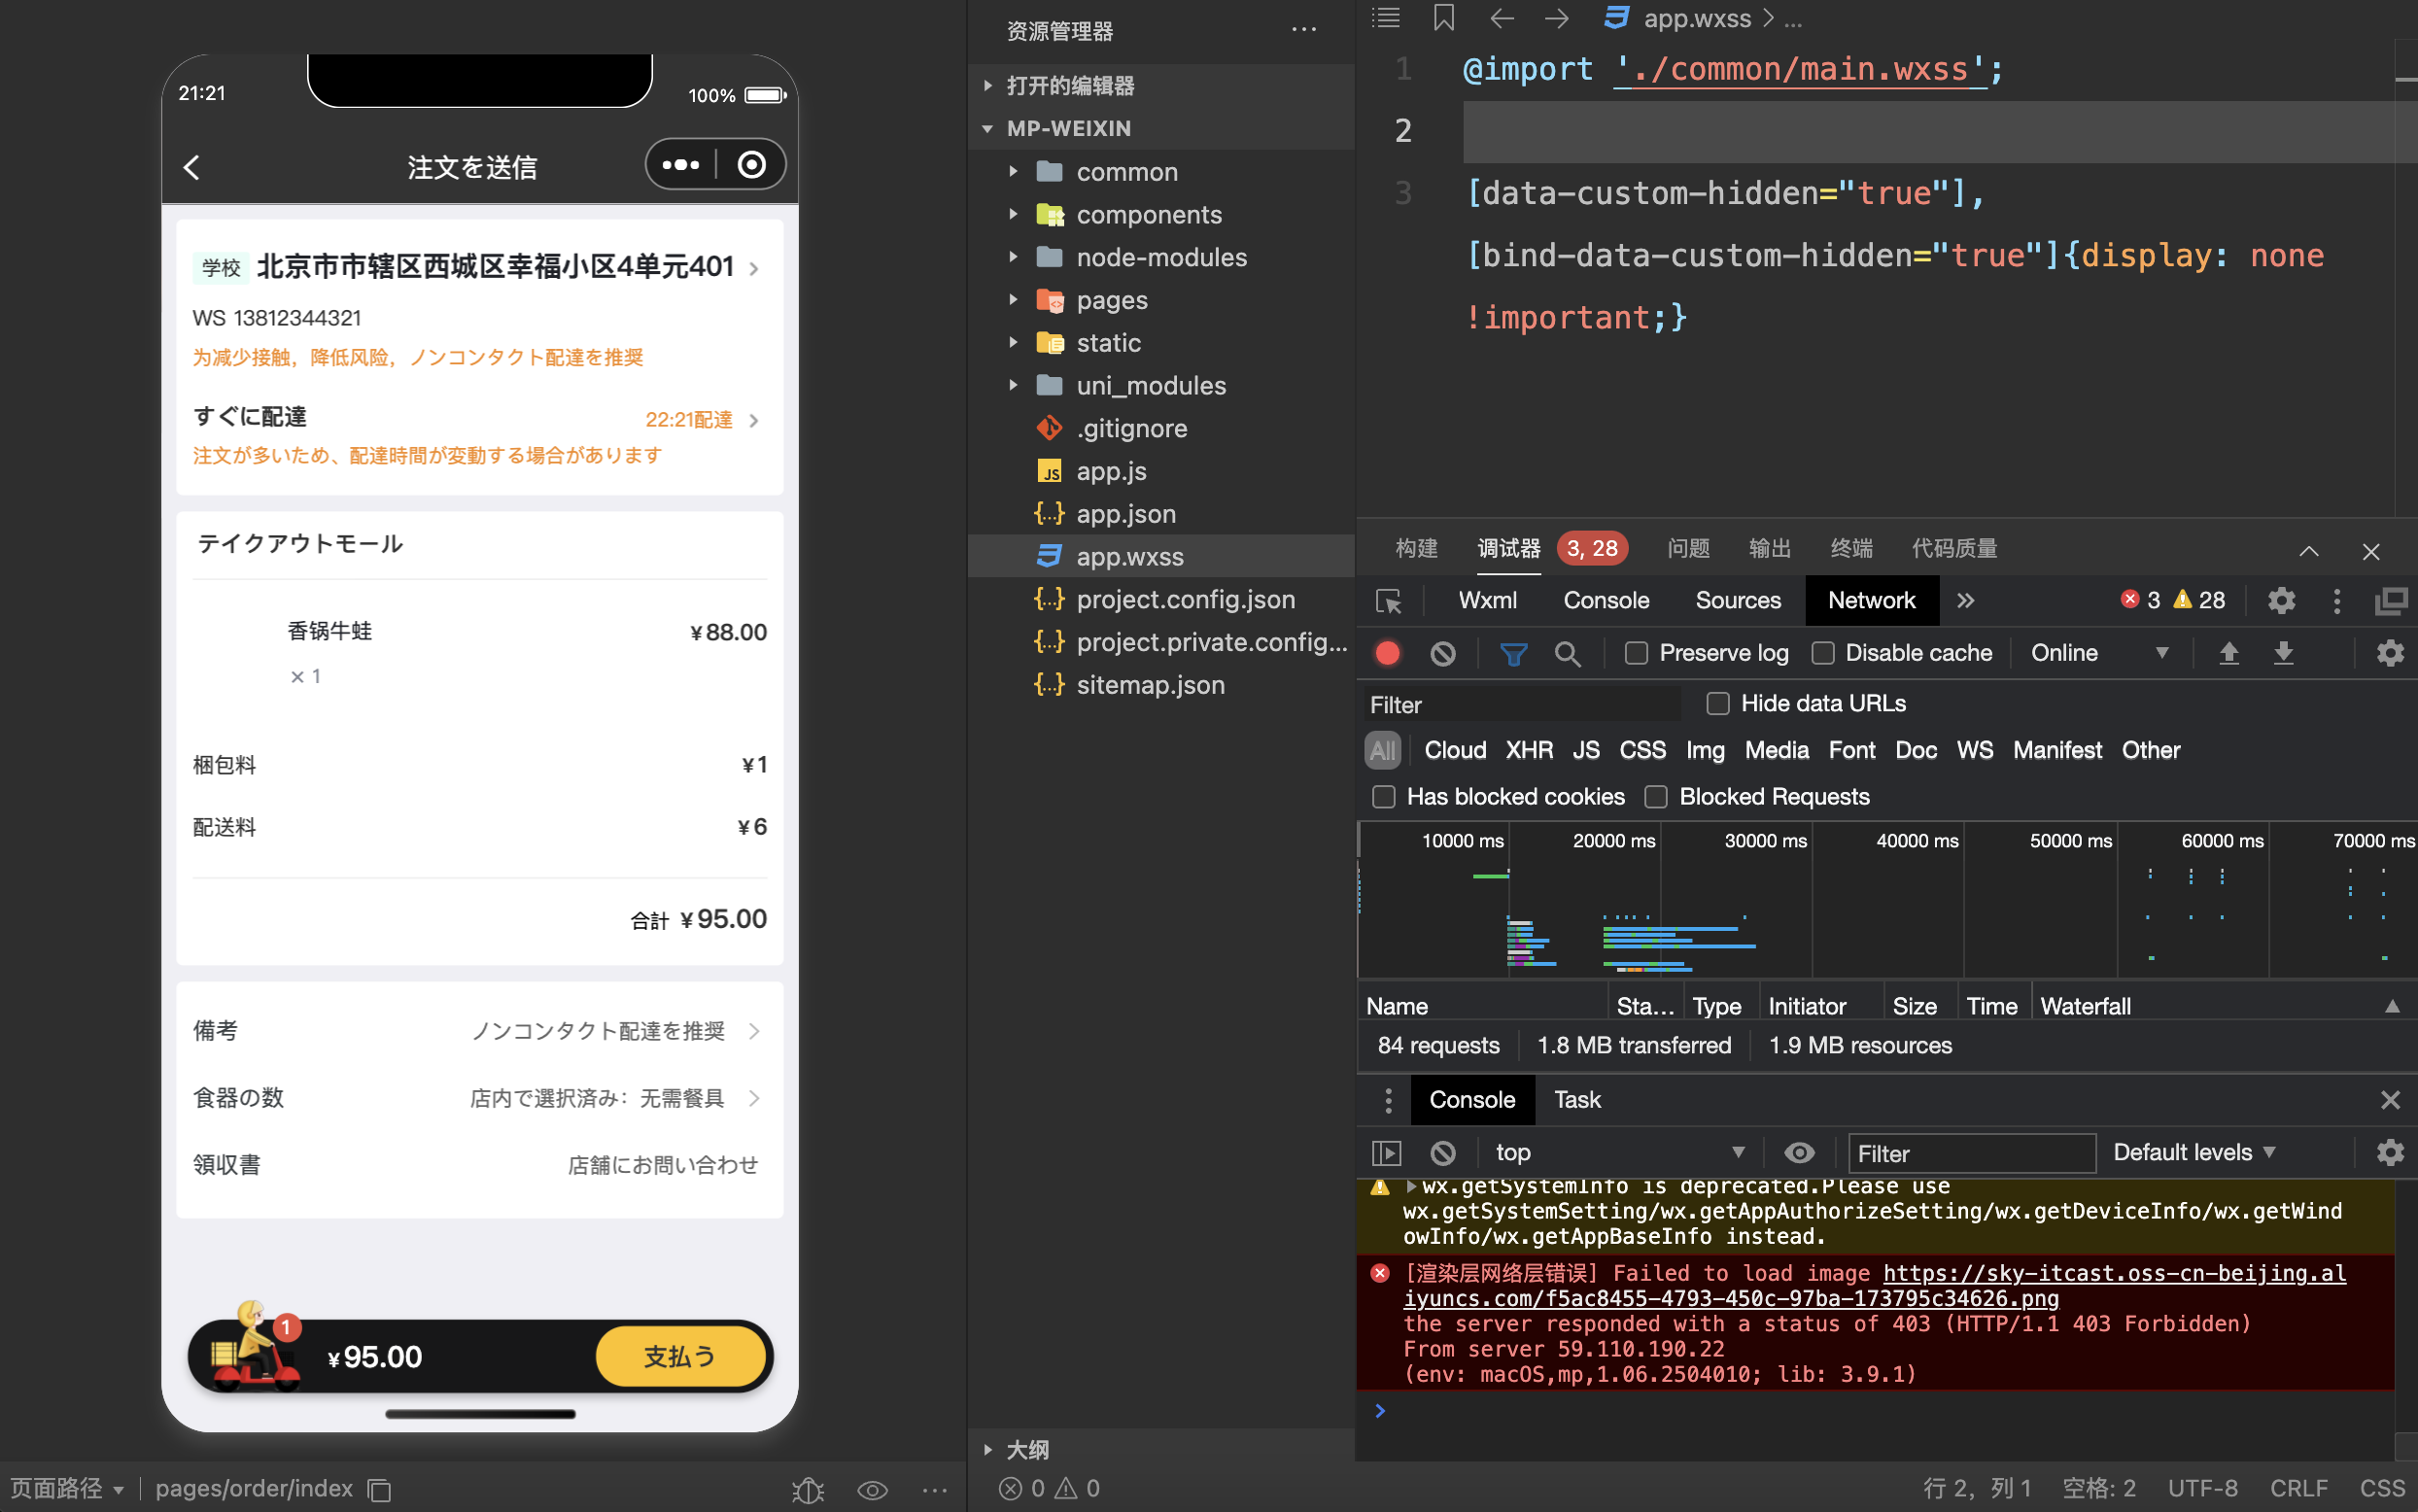 21:21
100%
注文を送信
学校 北京市市辖区西城区幸福小区4单元401
WS 13812344321
为减少接触，降低风险，ノンコンタクト配達を推奨
すぐに配達
22:21配達
注文が多いため、配達時間が変動する場合があります
テイクアウトモール
香锅牛蛙
¥88.00
× 1
梱包料
¥1
配送料
¥6
合計 ¥95.00
備考
ノンコンタクト配達を推奨
食器の数
店内で選択済み：无需餐具
領収書
店舗にお問い合わせ
1
¥95.00
支払う
页面路径
pages/order/index
资源管理器
打开的编辑器
MP-WEIXIN
common
components
node-modules
pages
static
uni_modules
.gitignore
JS app.js
{..} app.json
app.wxss
{..} project.config.json
{..} project.private.config...
{..} sitemap.json
大纲
0 0
app.wxss > ...
1 @import './common/main.wxss';
2
3 [data-custom-hidden="true"],
[bind-data-custom-hidden="true"]{display: none
!important;}
构建 调试器 3, 28 问题 输出 终端 代码质量
Wxml Console Sources Network 3 28
Preserve log Disable cache Online
Filter Hide data URLs
All Cloud XHR JS CSS Img Media Font Doc WS Manifest Other
Has blocked cookies Blocked Requests
10000 ms 20000 ms 30000 ms 40000 ms 50000 ms 60000 ms 70000 ms
Name Sta... Type Initiator Size Time Waterfall
84 requests 1.8 MB transferred 1.9 MB resources
Console Task
top Filter Default levels
wx.getSystemInfo is deprecated.Please use
wx.getSystemSetting/wx.getAppAuthorizeSetting/wx.getDeviceInfo/wx.getWind
owInfo/wx.getAppBaseInfo instead.
[渲染层网络层错误] Failed to load image https://sky-itcast.oss-cn-beijing.al
iyuncs.com/f5ac8455-4793-450c-97ba-173795c34626.png
the server responded with a status of 403 (HTTP/1.1 403 Forbidden)
From server 59.110.190.22
(env: macOS,mp,1.06.2504010; lib: 3.9.1)
行 2，列 1 空格: 2 UTF-8 CRLF CSS